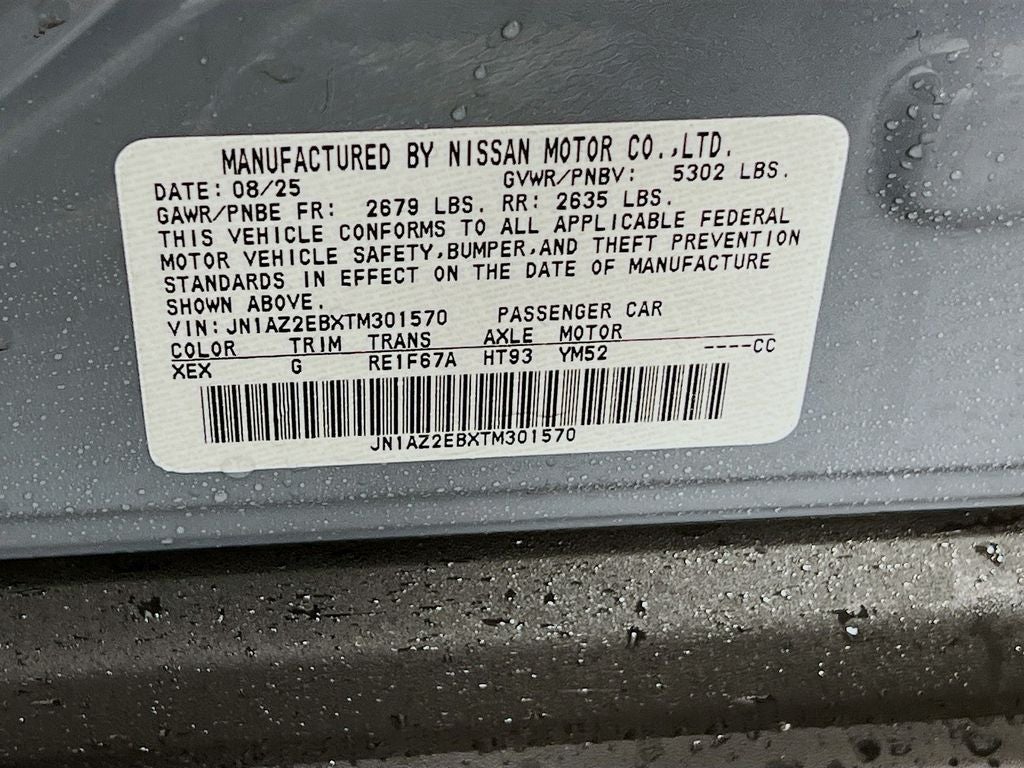 MANUFACTURED BY NISSAN MOTOR CO.,LTD.
DATE: 08/25 GVWR/PNBV: 5302 LBS.
GAWR/PNBE FR: 2679 LBS. RR: 2635 LBS.
THIS VEHICLE CONFORMS TO ALL APPLICABLE FEDERAL
MOTOR VEHICLE SAFETY,BUMPER,AND THEFT PREVENTION
STANDARDS IN EFFECT ON THE DATE OF MANUFACTURE
SHOWN ABOVE.
VIN: JN1AZ2EBXTM301570 PASSENGER CAR
COLOR TRIM TRANS AXLE MOTOR
XEX G RE1F67A HT93 YM52 ----CC
JN1AZ2EBXTM301570